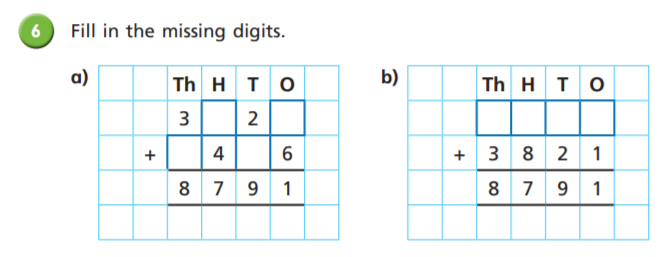 6 Fill in the missing digits.
a) Th H T O
3 2
+ 4 6
8 7 9 1
b) Th H T O
+ 3 8 2 1
8 7 9 1